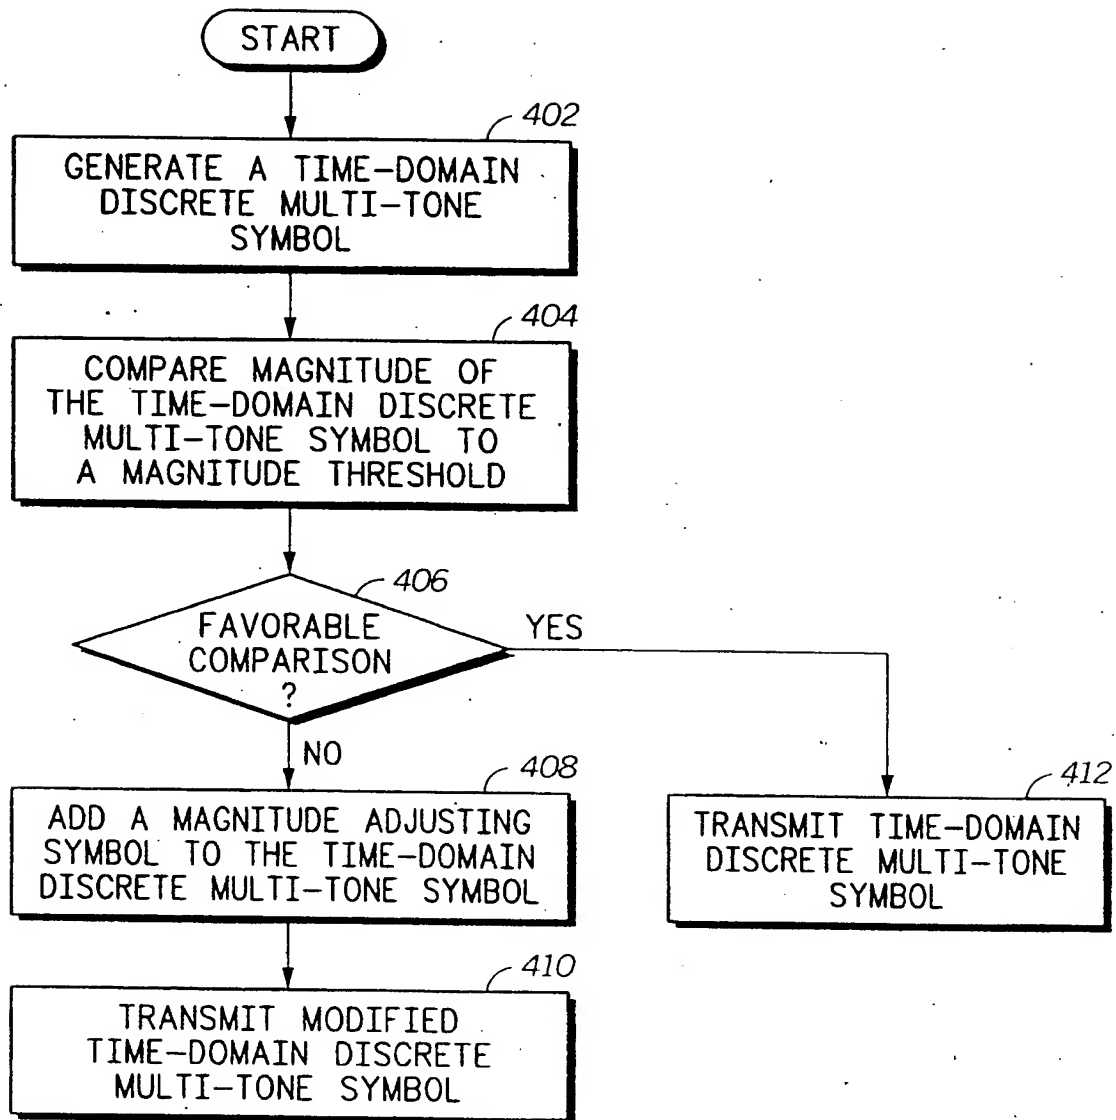 START
402
GENERATE A TIME-DOMAIN
DISCRETE MULTI-TONE
SYMBOL
404
COMPARE MAGNITUDE OF
THE TIME-DOMAIN DISCRETE
MULTI-TONE SYMBOL TO
A MAGNITUDE THRESHOLD
406
FAVORABLE
COMPARISON
?
YES
NO
408
ADD A MAGNITUDE ADJUSTING
SYMBOL TO THE TIME-DOMAIN
DISCRETE MULTI-TONE SYMBOL
412
TRANSMIT TIME-DOMAIN
DISCRETE MULTI-TONE
SYMBOL
410
TRANSMIT MODIFIED
TIME-DOMAIN DISCRETE
MULTI-TONE SYMBOL